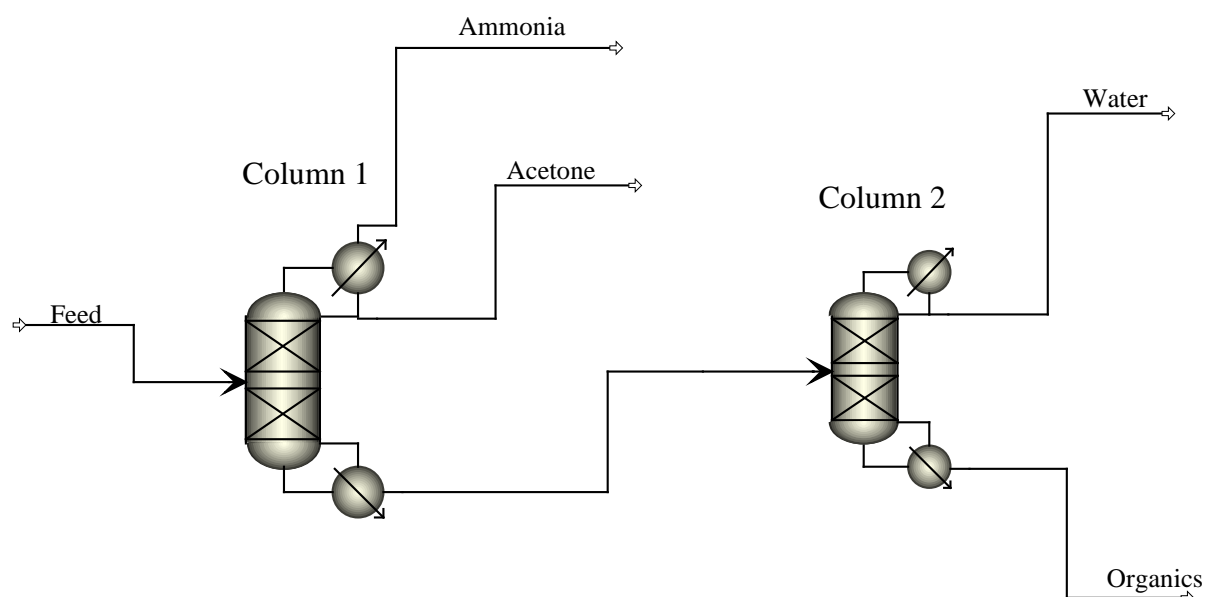 Ammonia
Water
Acetone
Column 1
Column 2
Feed
Organics